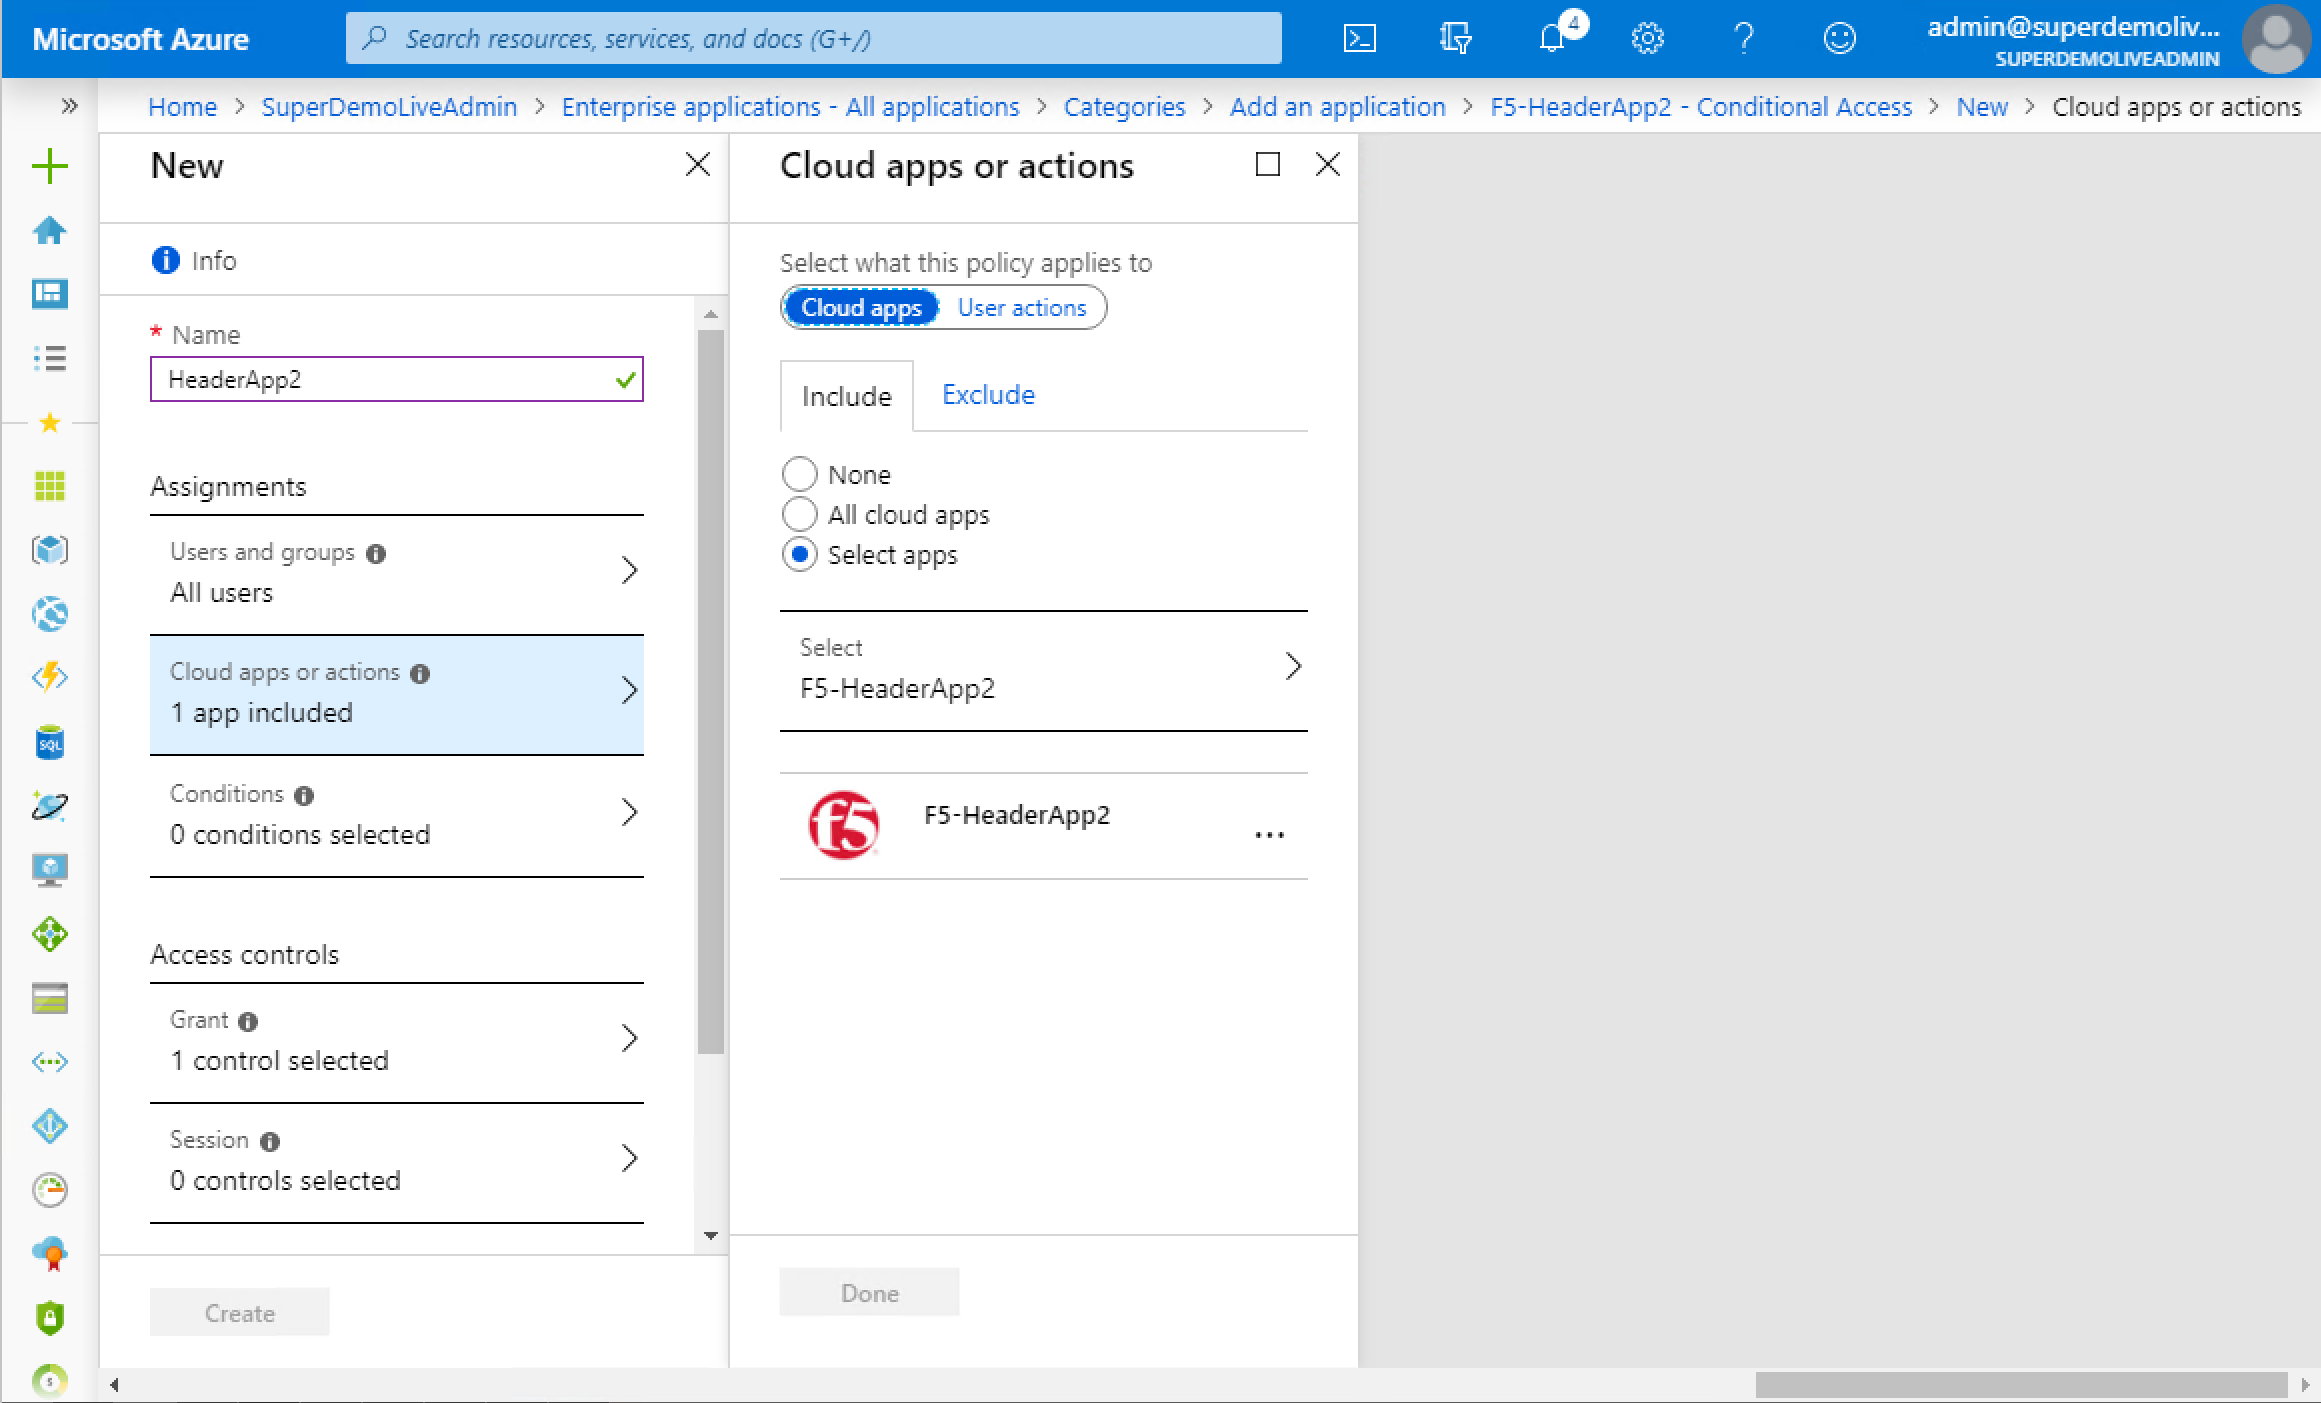 Microsoft Azure
Search resources, services, and docs (G+/)
4
admin@superdemoliv...
SUPERDEMOLIVEADMIN
Home > SuperDemoLiveAdmin > Enterprise applications - All applications > Categories > Add an application > F5-HeaderApp2 - Conditional Access > New > Cloud apps or actions
New
Info
* Name
HeaderApp2
Assignments
Users and groups
All users
Cloud apps or actions
1 app included
Conditions
0 conditions selected
Access controls
Grant
1 control selected
Session
0 controls selected
Create
Cloud apps or actions
Select what this policy applies to
Cloud apps User actions
Include Exclude
None
All cloud apps
Select apps
Select
F5-HeaderApp2
f5 F5-HeaderApp2
...
Done
SQL